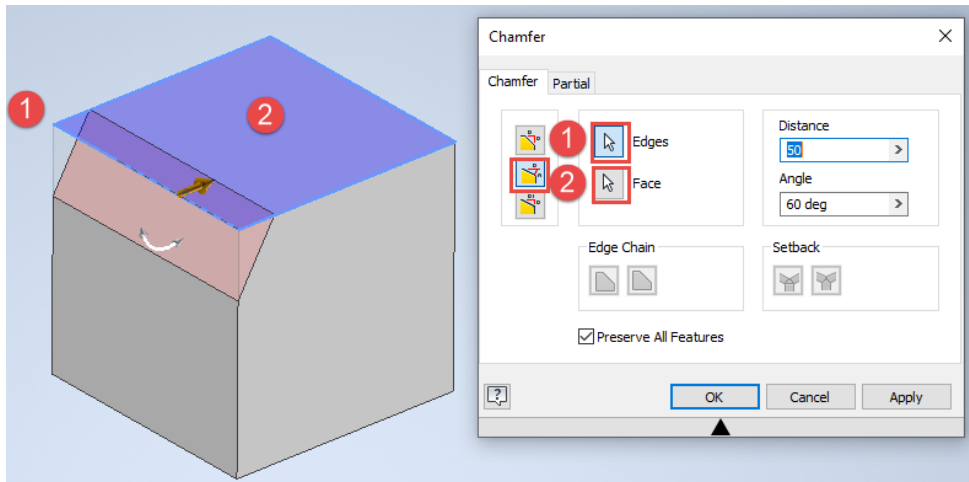 Chamfer
Chamfer Partial
1
2
1 Edges
2 Face
Distance
50
Angle
60 deg
Edge Chain
Setback
Preserve All Features
?
OK Cancel Apply